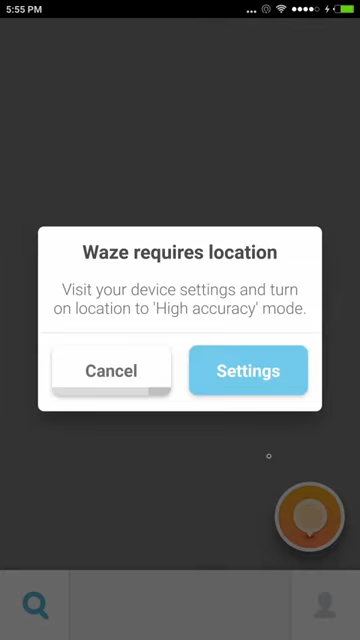 5:55 PM
Waze requires location
Visit your device settings and turn
on location to 'High accuracy' mode.
Cancel
Settings